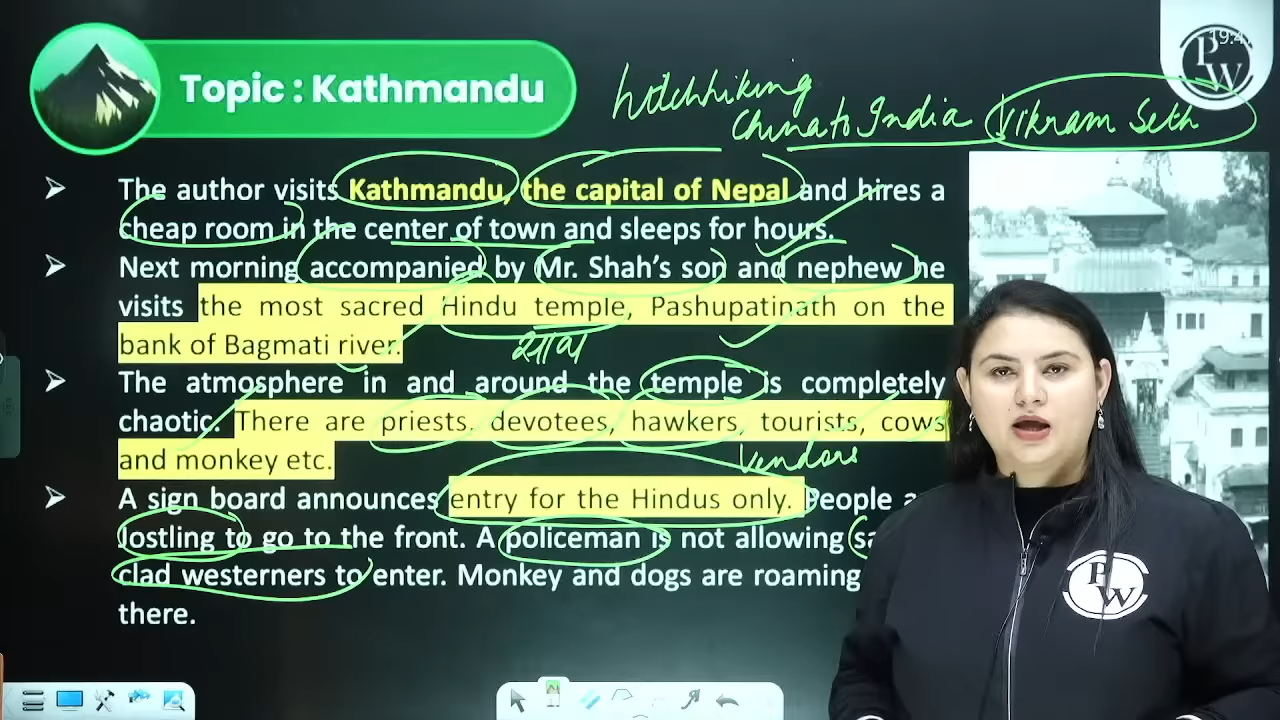 Topic : Kathmandu
hitchhiking
China to India Vikram Seth
PW
➤ The author visits Kathmandu, the capital of Nepal and hires a
cheap room in the center of town and sleeps for hours.
➤ Next morning accompanied by Mr. Shah's son and nephew he
visits the most sacred Hindu temple, Pashupatinath on the
bank of Bagmati river.
साथ
➤ The atmosphere in and around the temple is completely
chaotic. There are priests. devotees, hawkers, tourists, cows
and monkey etc.
Vendors
➤ A sign board announces entry for the Hindus only. People
Jostling to go to the front. A policeman is not allowing
clad westerners to enter. Monkey and dogs are roaming
there.
PW